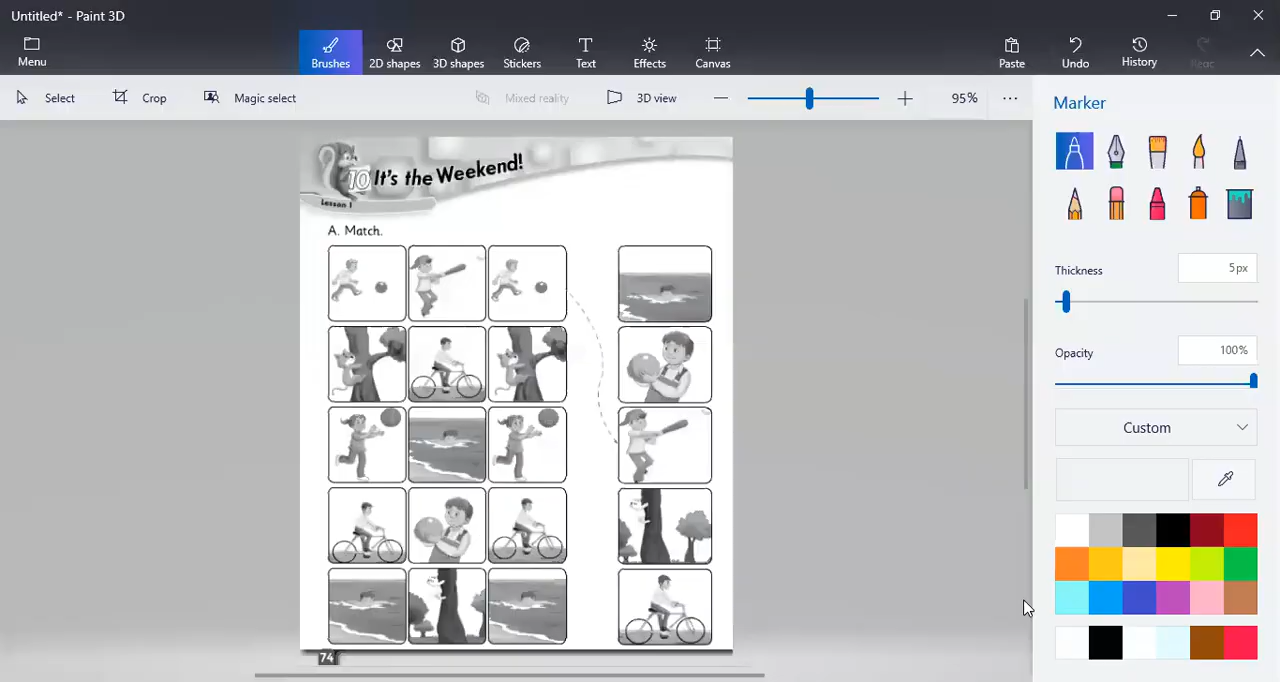 Untitled* - Paint 3D
Menu
Brushes
2D shapes
3D shapes
Stickers
Text
Effects
Canvas
Paste
Undo
History
Select
Crop
Magic select
Mixed reality
3D view
95%
Marker
Thickness
5px
Opacity
100%
Custom
10 It's the Weekend!
Lesson 1
A. Match.
74